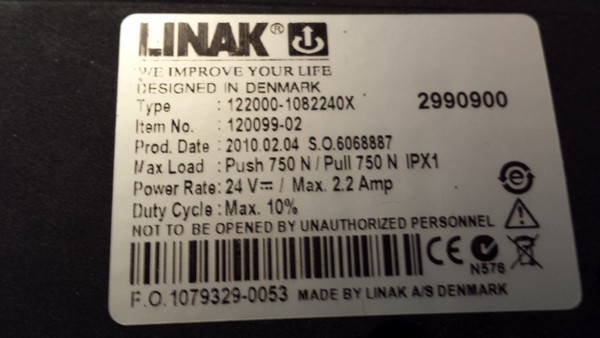 LINAK®
WE IMPROVE YOUR LIFE
DESIGNED IN DENMARK
Type : 122000-1082240X 2990900
Item No. : 120099-02
Prod. Date : 2010.02.04 S.O.6068887
Max Load : Push 750 N / Pull 750 N IPX1
Power Rate: 24 V⎓ / Max. 2.2 Amp
Duty Cycle : Max. 10%
NOT TO BE OPENED BY UNAUTHORIZED PERSONNEL
CE
N576
F.O.1079329-0053 MADE BY LINAK A/S DENMARK